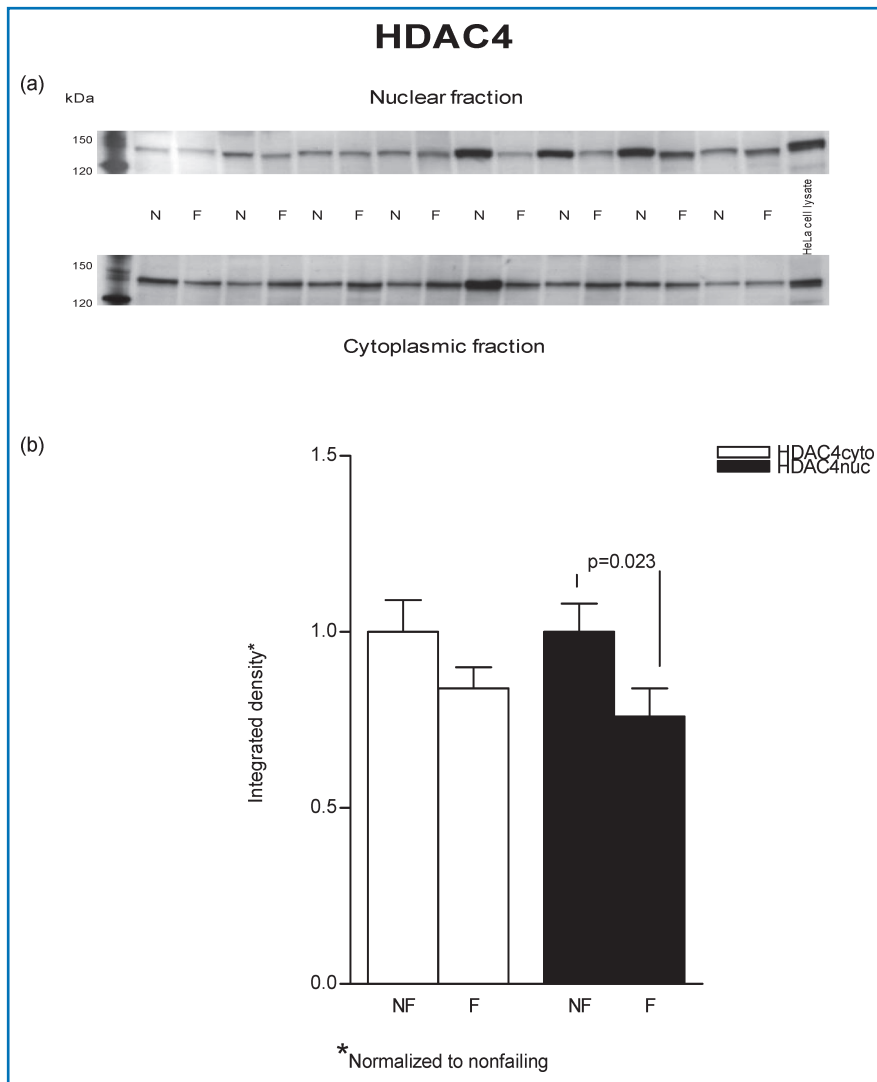 HDAC4
(a)
kDa
Nuclear fraction
150
120
N F N F N F N F N F N F N F N F
HeLa cell lysate
150
120
Cytoplasmic fraction
(b)
HDAC4cyto
HDAC4nuc
1.5
p=0.023
1.0
Integrated density*
0.5
0.0
NF F NF F
*Normalized to nonfailing